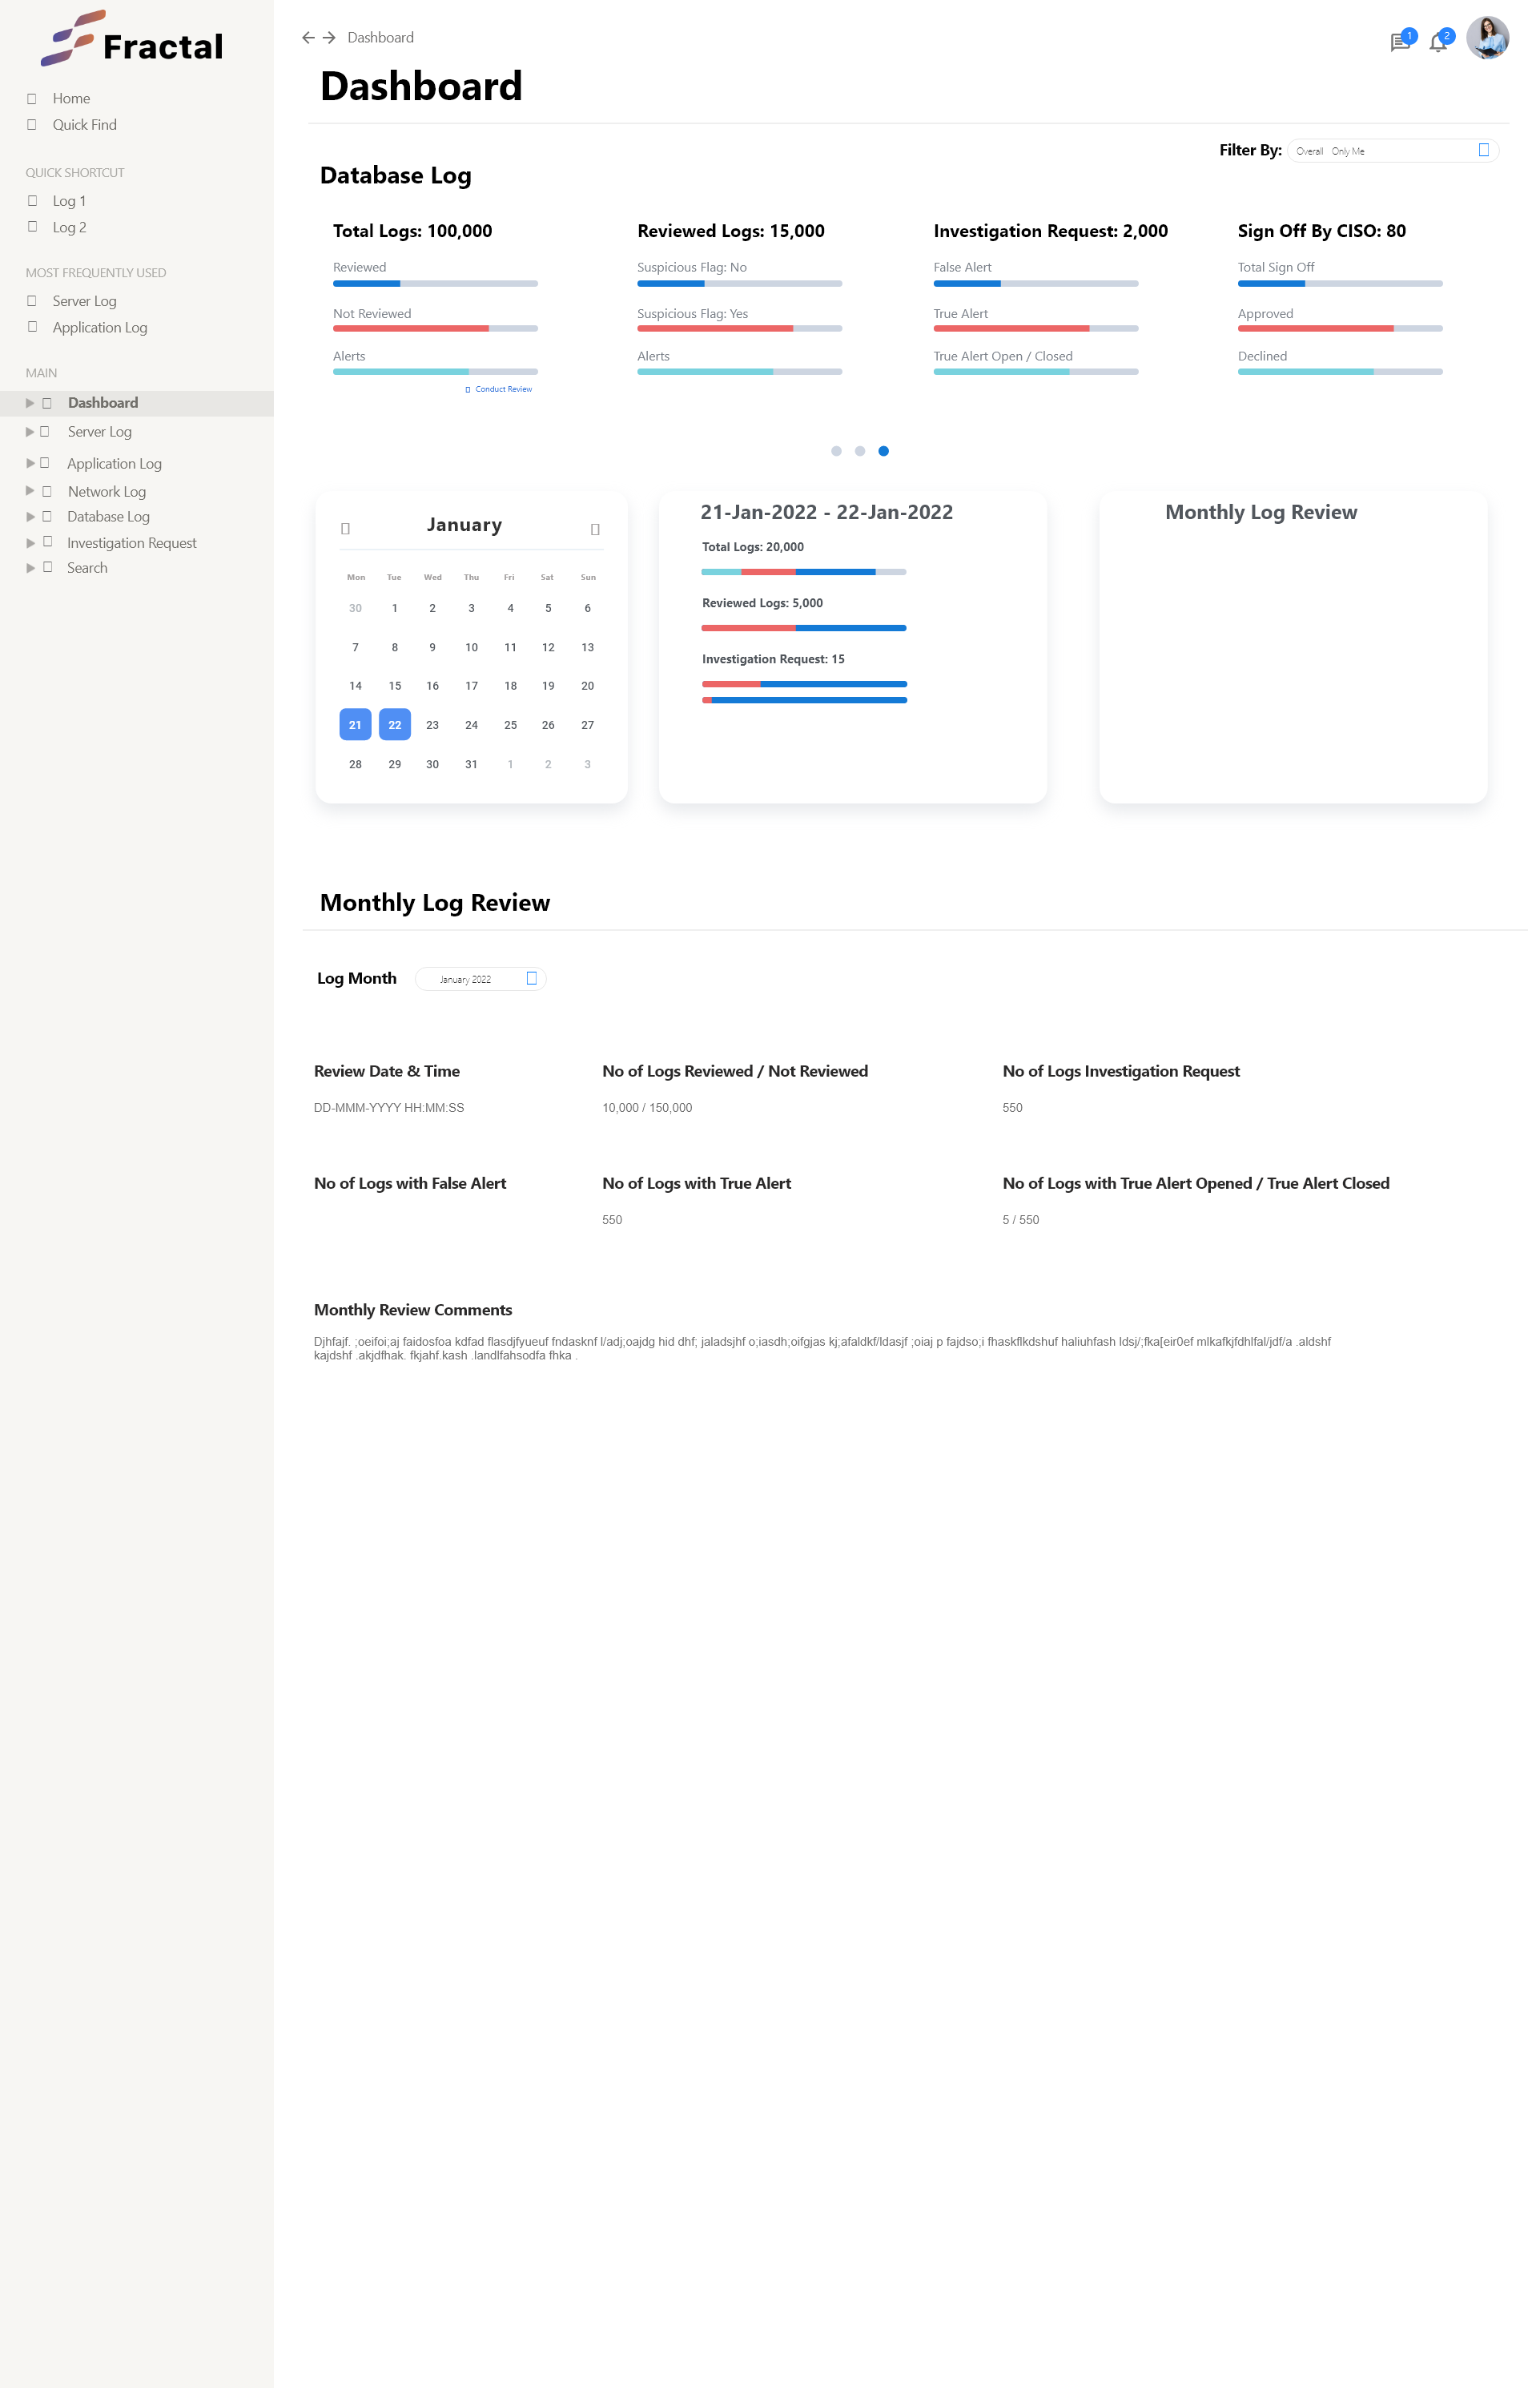 Fractal
Home
Quick Find
QUICK SHORTCUT
Log 1
Log 2
MOST FREQUENTLY USED
Server Log
Application Log
MAIN
Dashboard
Server Log
Application Log
Network Log
Database Log
Investigation Request
Search
Dashboard
1
2
Dashboard
Filter By: Overall Only Me
Database Log
Total Logs: 100,000
Reviewed
Not Reviewed
Alerts
Conduct Review
Reviewed Logs: 15,000
Suspicious Flag: No
Suspicious Flag: Yes
Alerts
Investigation Request: 2,000
False Alert
True Alert
True Alert Open / Closed
Sign Off By CISO: 80
Total Sign Off
Approved
Declined
January
Mon Tue Wed Thu Fri Sat Sun
30 1 2 3 4 5 6
7 8 9 10 11 12 13
14 15 16 17 18 19 20
21 22 23 24 25 26 27
28 29 30 31 1 2 3
21-Jan-2022 - 22-Jan-2022
Total Logs: 20,000
Reviewed Logs: 5,000
Investigation Request: 15
Monthly Log Review
Monthly Log Review
Log Month January 2022
Review Date & Time
DD-MMM-YYYY HH:MM:SS
No of Logs Reviewed / Not Reviewed
10,000 / 150,000
No of Logs Investigation Request
550
No of Logs with False Alert
No of Logs with True Alert
550
No of Logs with True Alert Opened / True Alert Closed
5 / 550
Monthly Review Comments
Djhfajf. ;oeifoi;aj faidosfoa kdfad flasdjfyueuf fndasknf l/adj;oajdg hid dhf; jaladsjhf o;iasdh;oifgjas kj;afaldkf/ldasjf ;oiaj p fajdso;i fhaskflkdshuf haliuhfash ldsj/;fka[eir0ef mlkafkjfdhlfal/jdf/a .aldshf
kajdshf .akjdfhak. fkjahf.kash .landlfahsodfa fhka .